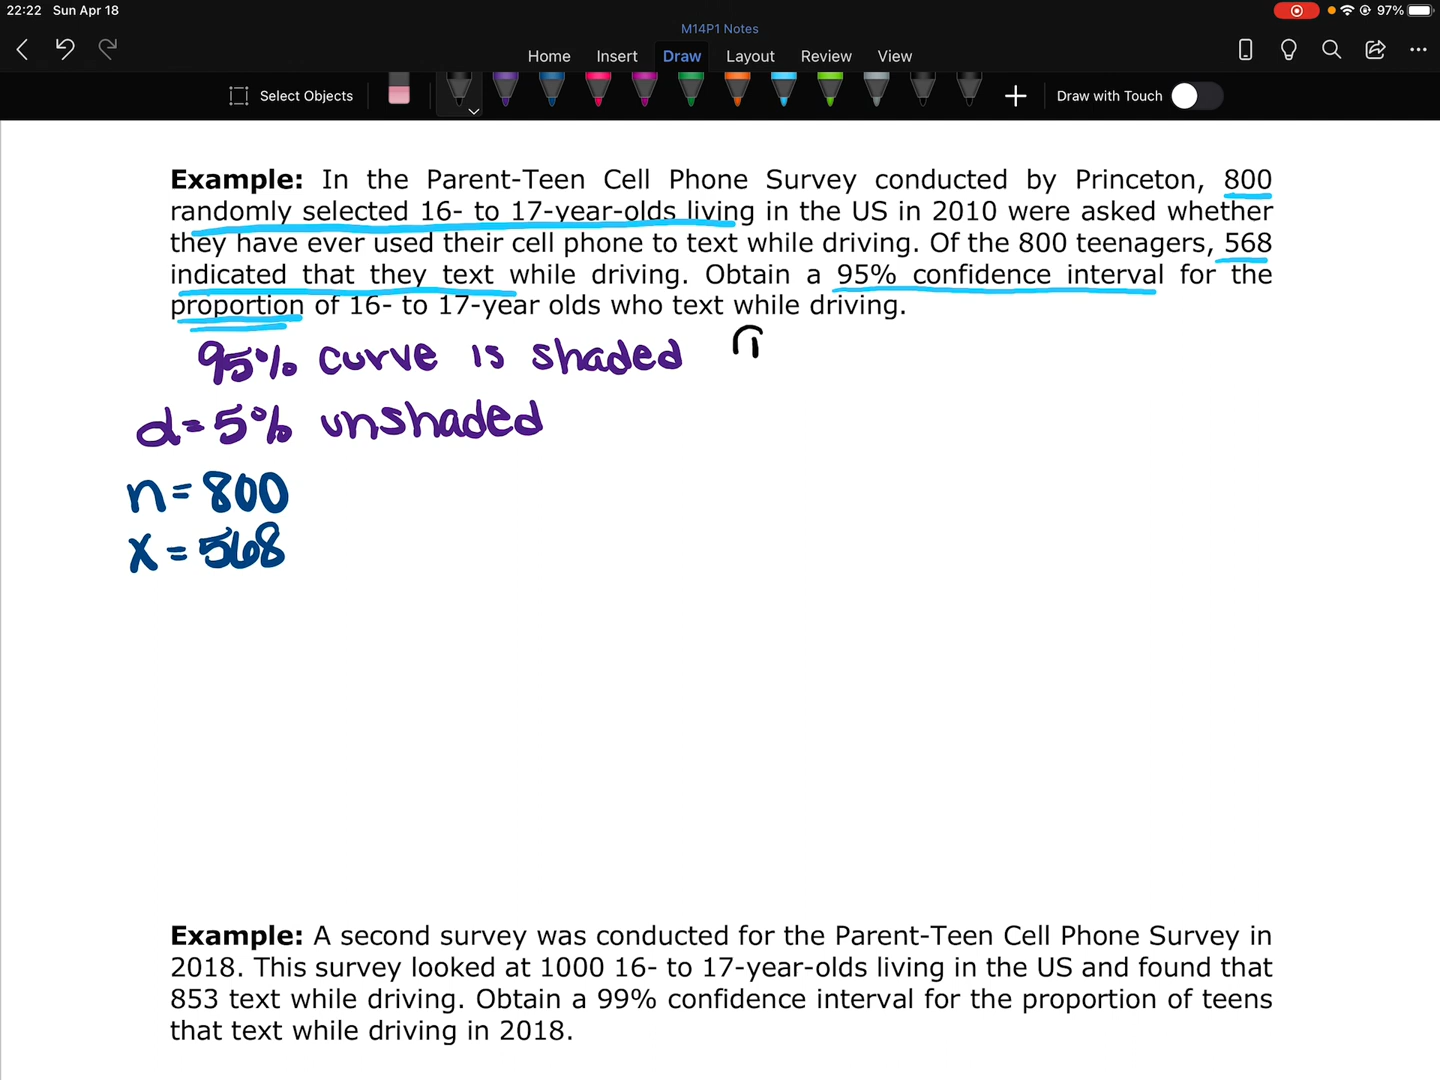 22:22 Sun Apr 18 97%
M14P1 Notes
Home Insert Draw Layout Review View
Select Objects Draw with Touch
Example: In the Parent-Teen Cell Phone Survey conducted by Princeton, 800
randomly selected 16- to 17-year-olds living in the US in 2010 were asked whether
they have ever used their cell phone to text while driving. Of the 800 teenagers, 568
indicated that they text while driving. Obtain a 95% confidence interval for the
proportion of 16- to 17-year olds who text while driving.
95% curve is shaded
α=5% unshaded
n=800
x=568
Example: A second survey was conducted for the Parent-Teen Cell Phone Survey in
2018. This survey looked at 1000 16- to 17-year-olds living in the US and found that
853 text while driving. Obtain a 99% confidence interval for the proportion of teens
that text while driving in 2018.